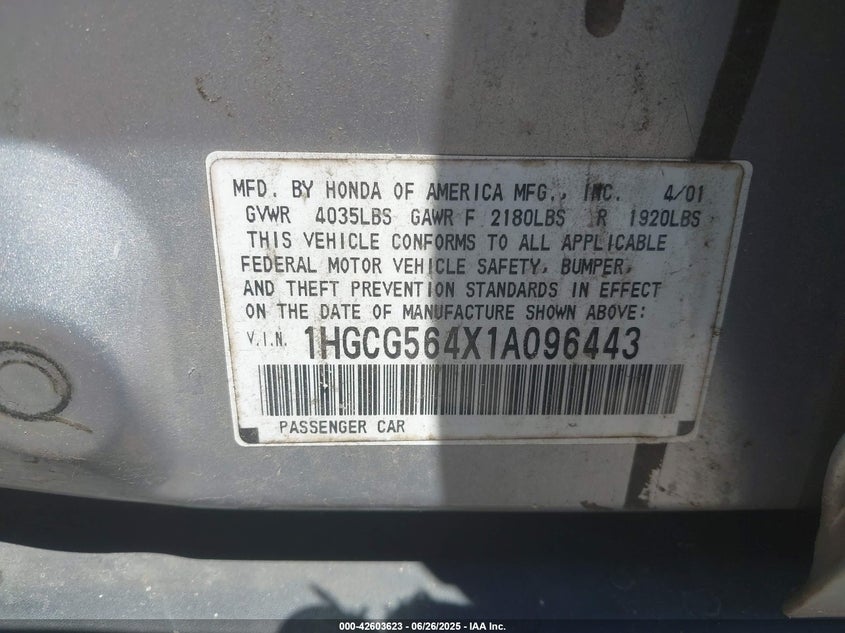 MFD. BY HONDA OF AMERICA MFG., INC. 4/01
GVWR 4035LBS GAWR F 2180LBS R 1920LBS
THIS VEHICLE CONFORMS TO ALL APPLICABLE
FEDERAL MOTOR VEHICLE SAFETY, BUMPER,
AND THEFT PREVENTION STANDARDS IN EFFECT
ON THE DATE OF MANUFACTURE SHOWN ABOVE:
V.I.N. 1HGCG564X1A096443
PASSENGER CAR
000-42603623 - 06/26/2025 - IAA Inc.